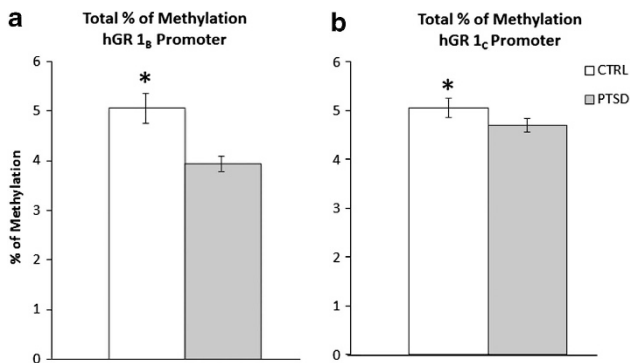 a
Total % of Methylation
hGR 1B Promoter
% of Methylation
6
5
4
3
2
1
0
*
b
Total % of Methylation
hGR 1C Promoter
6
5
4
3
2
1
0
*
CTRL
PTSD